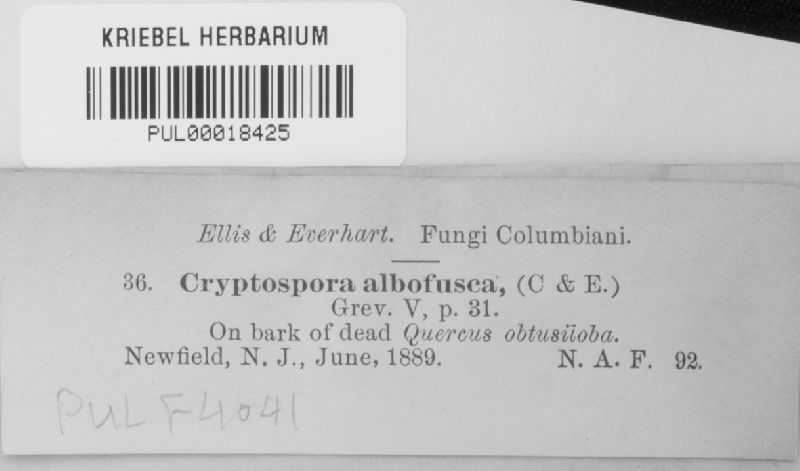 KRIEBEL HERBARIUM
PUL00018425
Ellis & Everhart. Fungi Columbiani.
36. Cryptospora albofusca, (C & E.)
Grev. V, p. 31.
On bark of dead Quercus obtusiloba.
Newfield, N. J., June, 1889. N. A. F. 92.
PUL F4041